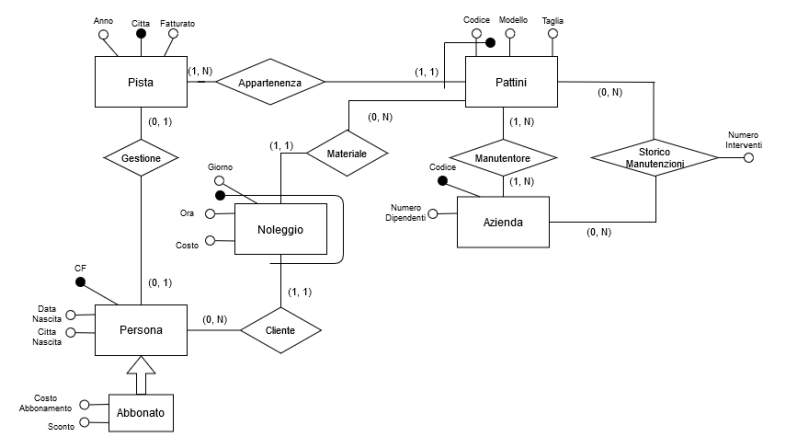 Anno
Citta
Fatturato
Codice
Modello
Taglia
Pista
(1, N)
Appartenenza
(1, 1)
Pattini
(0, N)
(0, 1)
(0, N)
(1, N)
Gestione
(1, 1)
Materiale
Manutentore
Storico
Manutenzioni
Numero
Interventi
Giorno
Codice
(1, N)
Ora
Noleggio
Numero
Dipendenti
Azienda
Costo
(0, N)
CF
(0, 1)
(1, 1)
Data
Nascita
Citta
Nascita
Persona
(0, N)
Cliente
Costo
Abbonamento
Sconto
Abbonato